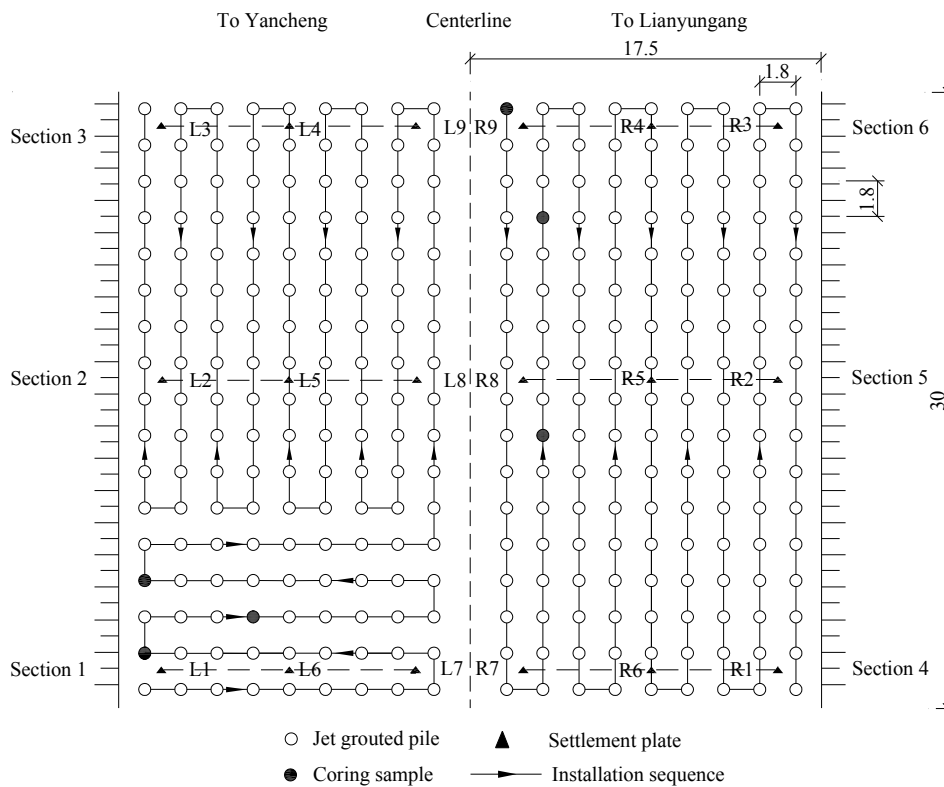 To Yancheng Centerline To Lianyungang
17.5
1.8
Section 3 L3 L4 L9 R9 R4 R3 Section 6
1.8
Section 2 L2 L5 L8 R8 R5 R2 Section 5
30
Section 1 L1 L6 L7 R7 R6 R1 Section 4
Jet grouted pile Settlement plate
Coring sample Installation sequence